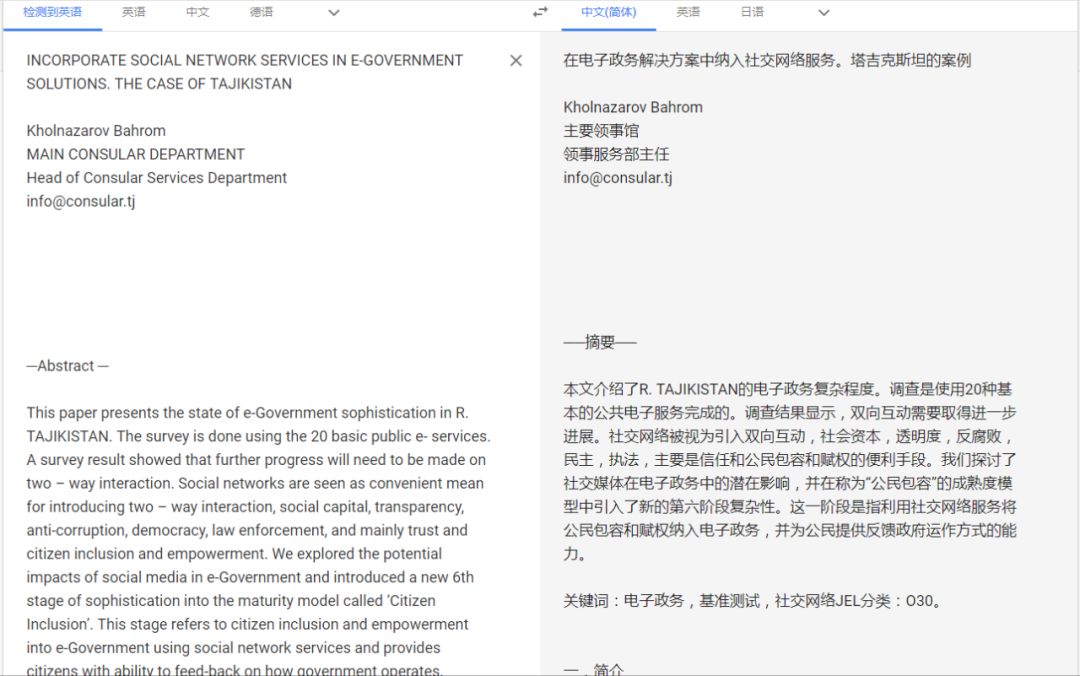 检测到英语 英语 中文 德语
中文(简体) 英语 日语
INCORPORATE SOCIAL NETWORK SERVICES IN E-GOVERNMENT
SOLUTIONS. THE CASE OF TAJIKISTAN
Kholnazarov Bahrom
MAIN CONSULAR DEPARTMENT
Head of Consular Services Department
info@consular.tj
—Abstract —
This paper presents the state of e-Government sophistication in R.
TAJIKISTAN. The survey is done using the 20 basic public e- services.
A survey result showed that further progress will need to be made on
two – way interaction. Social networks are seen as convenient mean
for introducing two – way interaction, social capital, transparency,
anti-corruption, democracy, law enforcement, and mainly trust and
citizen inclusion and empowerment. We explored the potential
impacts of social media in e-Government and introduced a new 6th
stage of sophistication into the maturity model called ‘Citizen
Inclusion’. This stage refers to citizen inclusion and empowerment
into e-Government using social network services and provides
citizens with ability to feed-back on how government operates.
在电子政务解决方案中纳入社交网络服务。塔吉克斯坦的案例
Kholnazarov Bahrom
主要领事馆
领事服务部主任
info@consular.tj
——摘要——
本文介绍了R. TAJIKISTAN的电子政务复杂程度。调查是使用20种基
本的公共电子服务完成的。调查结果显示，双向互动需要取得进一步
进展。社交网络被视为引入双向互动，社会资本，透明度，反腐败，
民主，执法，主要是信任和公民包容和赋权的便利手段。我们探讨了
社交媒体在电子政务中的潜在影响，并在称为“公民包容”的成熟度模
型中引入了新的第六阶段复杂性。这一阶段是指利用社交网络服务将
公民包容和赋权纳入电子政务，并为公民提供反馈政府运作方式的能
力。
关键词：电子政务，基准测试，社交网络JEL分类：O30。
一．简介